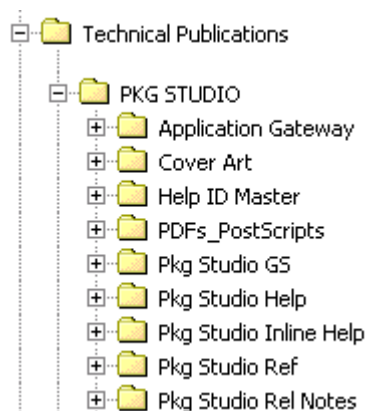 Technical Publications
PKG STUDIO
Application Gateway
Cover Art
Help ID Master
PDFs_PostScripts
Pkg Studio GS
Pkg Studio Help
Pkg Studio Inline Help
Pkg Studio Ref
Pkg Studio Rel Notes